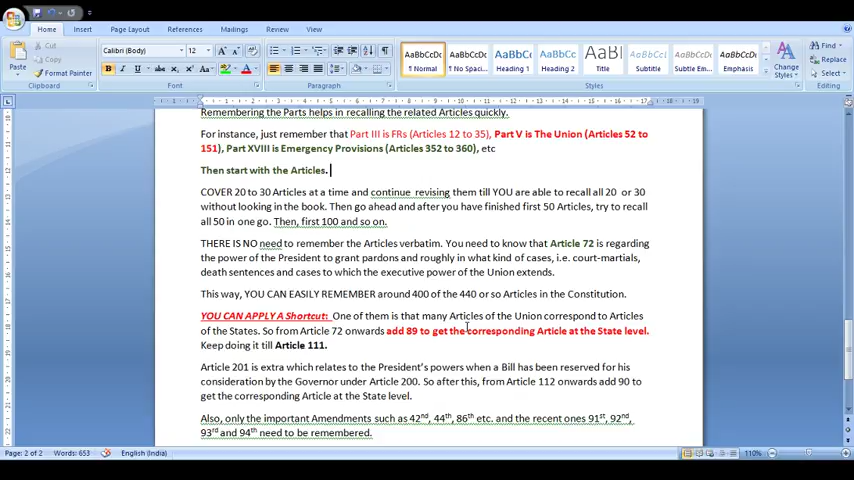 Home Insert Page Layout References Mailings Review View
Cut
Copy
Format Painter
Paste
Clipboard
Calibri (Body) 12
Font
Paragraph
AaBbCcDc AaBbCcDc AaBbC AaBbCc AaBb AaBbCc. AaBbCcDc
¶ Normal ¶ No Spaci... Heading 1 Heading 2 Title Subtitle Subtle Em... Emphasis
Change Styles
Styles
Find
Replace
Select
Editing
Remembering the Parts helps in recalling the related Articles quickly.
For instance, just remember that Part III is FRs (Articles 12 to 35), Part V is The Union (Articles 52 to
151), Part XVIII is Emergency Provisions (Articles 352 to 360), etc
Then start with the Articles.
COVER 20 to 30 Articles at a time and continue revising them till YOU are able to recall all 20 or 30
without looking in the book. Then go ahead and after you have finished first 50 Articles, try to recall
all 50 in one go. Then, first 100 and so on.
THERE IS NO need to remember the Articles verbatim. You need to know that Article 72 is regarding
the power of the President to grant pardons and roughly in what kind of cases, i.e. court-martials,
death sentences and cases to which the executive power of the Union extends.
This way, YOU CAN EASILY REMEMBER around 400 of the 440 or so Articles in the Constitution.
YOU CAN APPLY A Shortcut: One of them is that many Articles of the Union correspond to Articles
of the States. So from Article 72 onwards add 89 to get the corresponding Article at the State level.
Keep doing it till Article 111.
Article 201 is extra which relates to the President's powers when a Bill has been reserved for his
consideration by the Governor under Article 200. So after this, from Article 112 onwards add 90 to
get the corresponding Article at the State level.
Also, only the important Amendments such as 42nd, 44th, 86th etc. and the recent ones 91st, 92nd,
93rd and 94th need to be remembered.
Page: 2 of 2 Words: 653 English (India) 110%